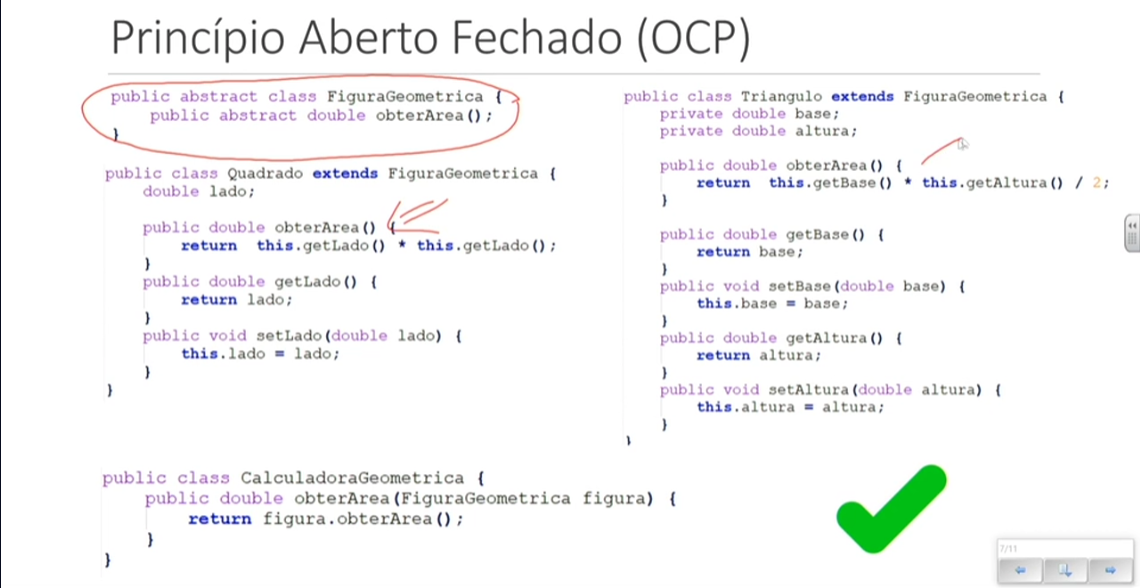 Princípio Aberto Fechado (OCP)
public abstract class FiguraGeometrica {
public abstract double obterArea();
}
public class Quadrado extends FiguraGeometrica {
double lado;
public double obterArea() {
return this.getLado() * this.getLado();
}
public double getLado() {
return lado;
}
public void setLado(double lado) {
this.lado = lado;
}
}
public class Triangulo extends FiguraGeometrica {
private double base;
private double altura;
public double obterArea() {
return this.getBase() * this.getAltura() / 2;
}
public double getBase() {
return base;
}
public void setBase(double base) {
this.base = base;
}
public double getAltura() {
return altura;
}
public void setAltura(double altura) {
this.altura = altura;
}
}
public class CalculadoraGeometrica {
public double obterArea(FiguraGeometrica figura) {
return figura.obterArea();
}
}
7/11